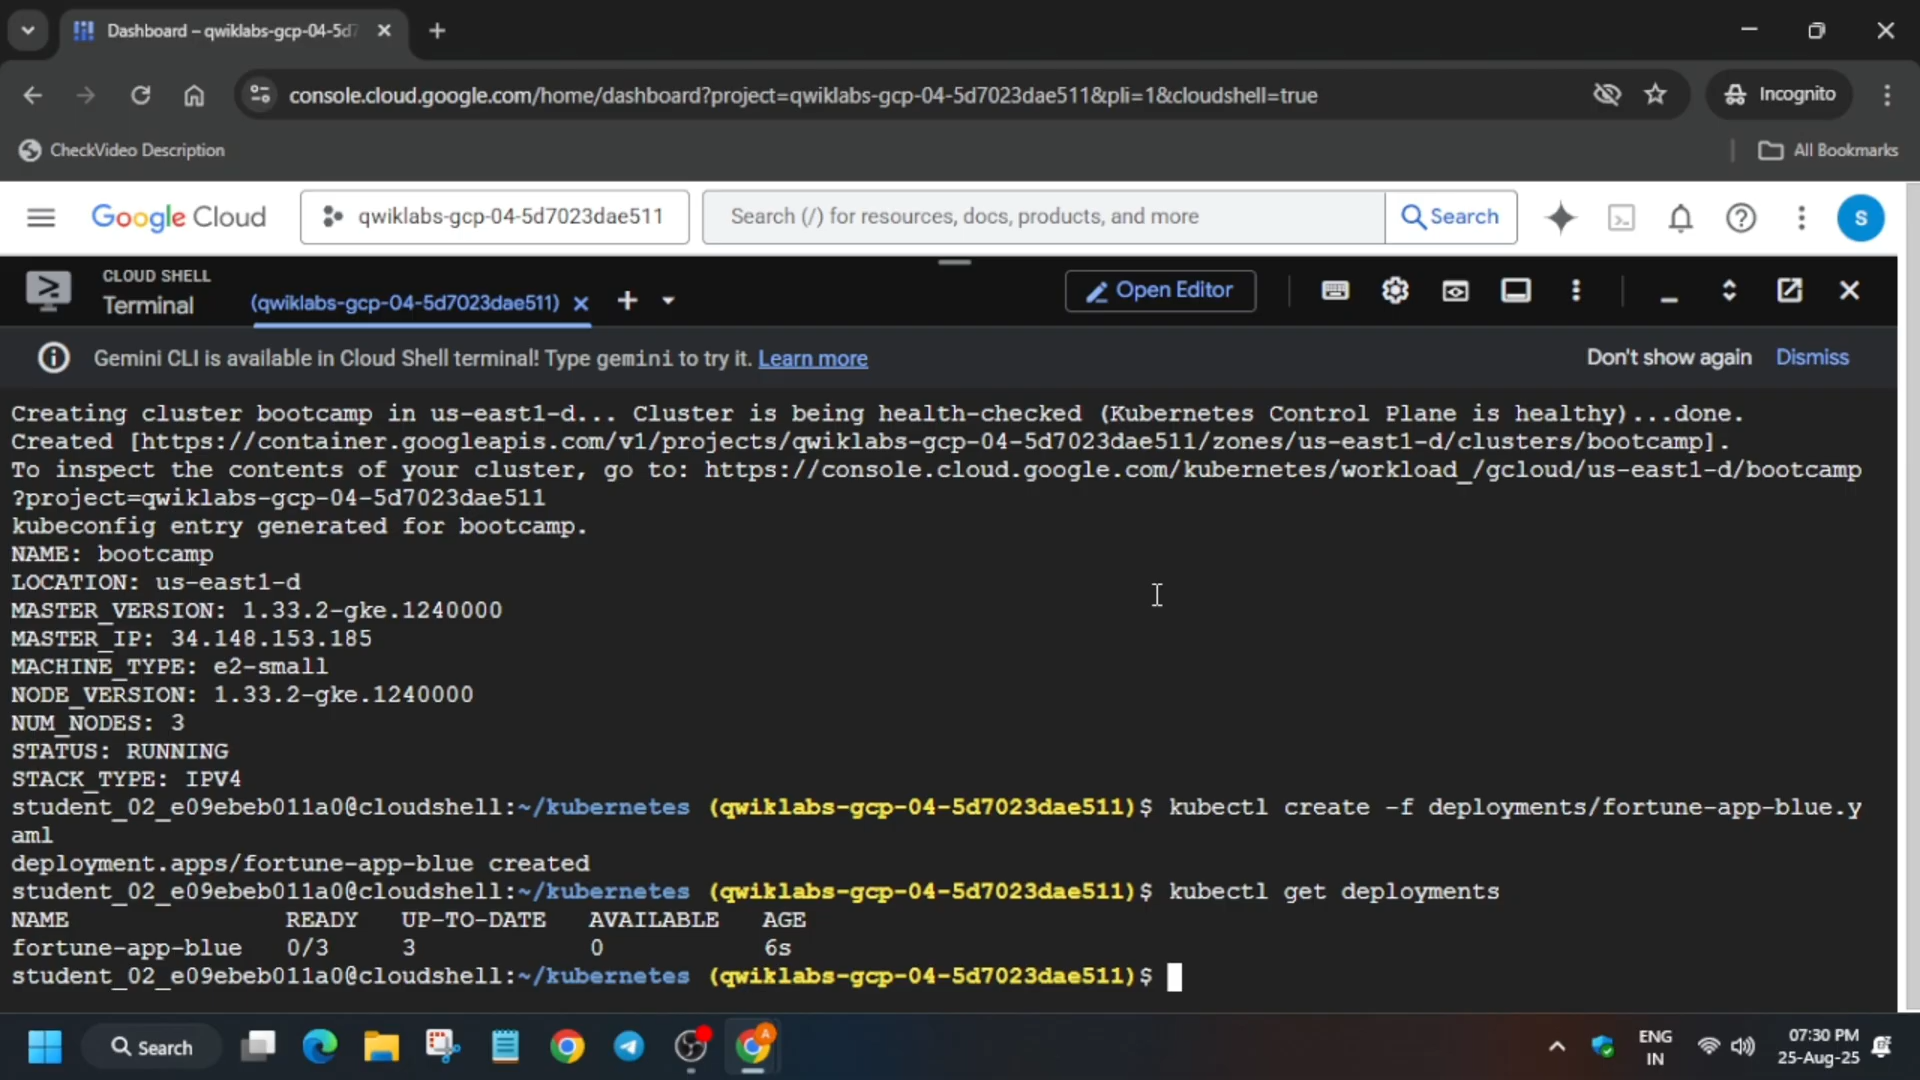 Dashboard – qwiklabs-gcp-04-5d7
console.cloud.google.com/home/dashboard?project=qwiklabs-gcp-04-5d7023dae511&pli=1&cloudshell=true
Incognito
CheckVideo Description
All Bookmarks
Google Cloud
qwiklabs-gcp-04-5d7023dae511
Search (/) for resources, docs, products, and more
Search
S
CLOUD SHELL
Terminal
(qwiklabs-gcp-04-5d7023dae511)
Open Editor
Gemini CLI is available in Cloud Shell terminal! Type gemini to try it. Learn more
Don't show again
Dismiss
Creating cluster bootcamp in us-east1-d... Cluster is being health-checked (Kubernetes Control Plane is healthy)...done.
Created [https://container.googleapis.com/v1/projects/qwiklabs-gcp-04-5d7023dae511/zones/us-east1-d/clusters/bootcamp].
To inspect the contents of your cluster, go to: https://console.cloud.google.com/kubernetes/workload_/gcloud/us-east1-d/bootcamp
?project=qwiklabs-gcp-04-5d7023dae511
kubeconfig entry generated for bootcamp.
NAME: bootcamp
LOCATION: us-east1-d
MASTER_VERSION: 1.33.2-gke.1240000
MASTER_IP: 34.148.153.185
MACHINE_TYPE: e2-small
NODE_VERSION: 1.33.2-gke.1240000
NUM_NODES: 3
STATUS: RUNNING
STACK_TYPE: IPV4
student_02_e09ebeb011a0@cloudshell:~/kubernetes (qwiklabs-gcp-04-5d7023dae511)$ kubectl create -f deployments/fortune-app-blue.y
aml
deployment.apps/fortune-app-blue created
student_02_e09ebeb011a0@cloudshell:~/kubernetes (qwiklabs-gcp-04-5d7023dae511)$ kubectl get deployments
NAME READY UP-TO-DATE AVAILABLE AGE
fortune-app-blue 0/3 3 0 6s
student_02_e09ebeb011a0@cloudshell:~/kubernetes (qwiklabs-gcp-04-5d7023dae511)$
Search
ENG
IN
07:30 PM
25-Aug-25